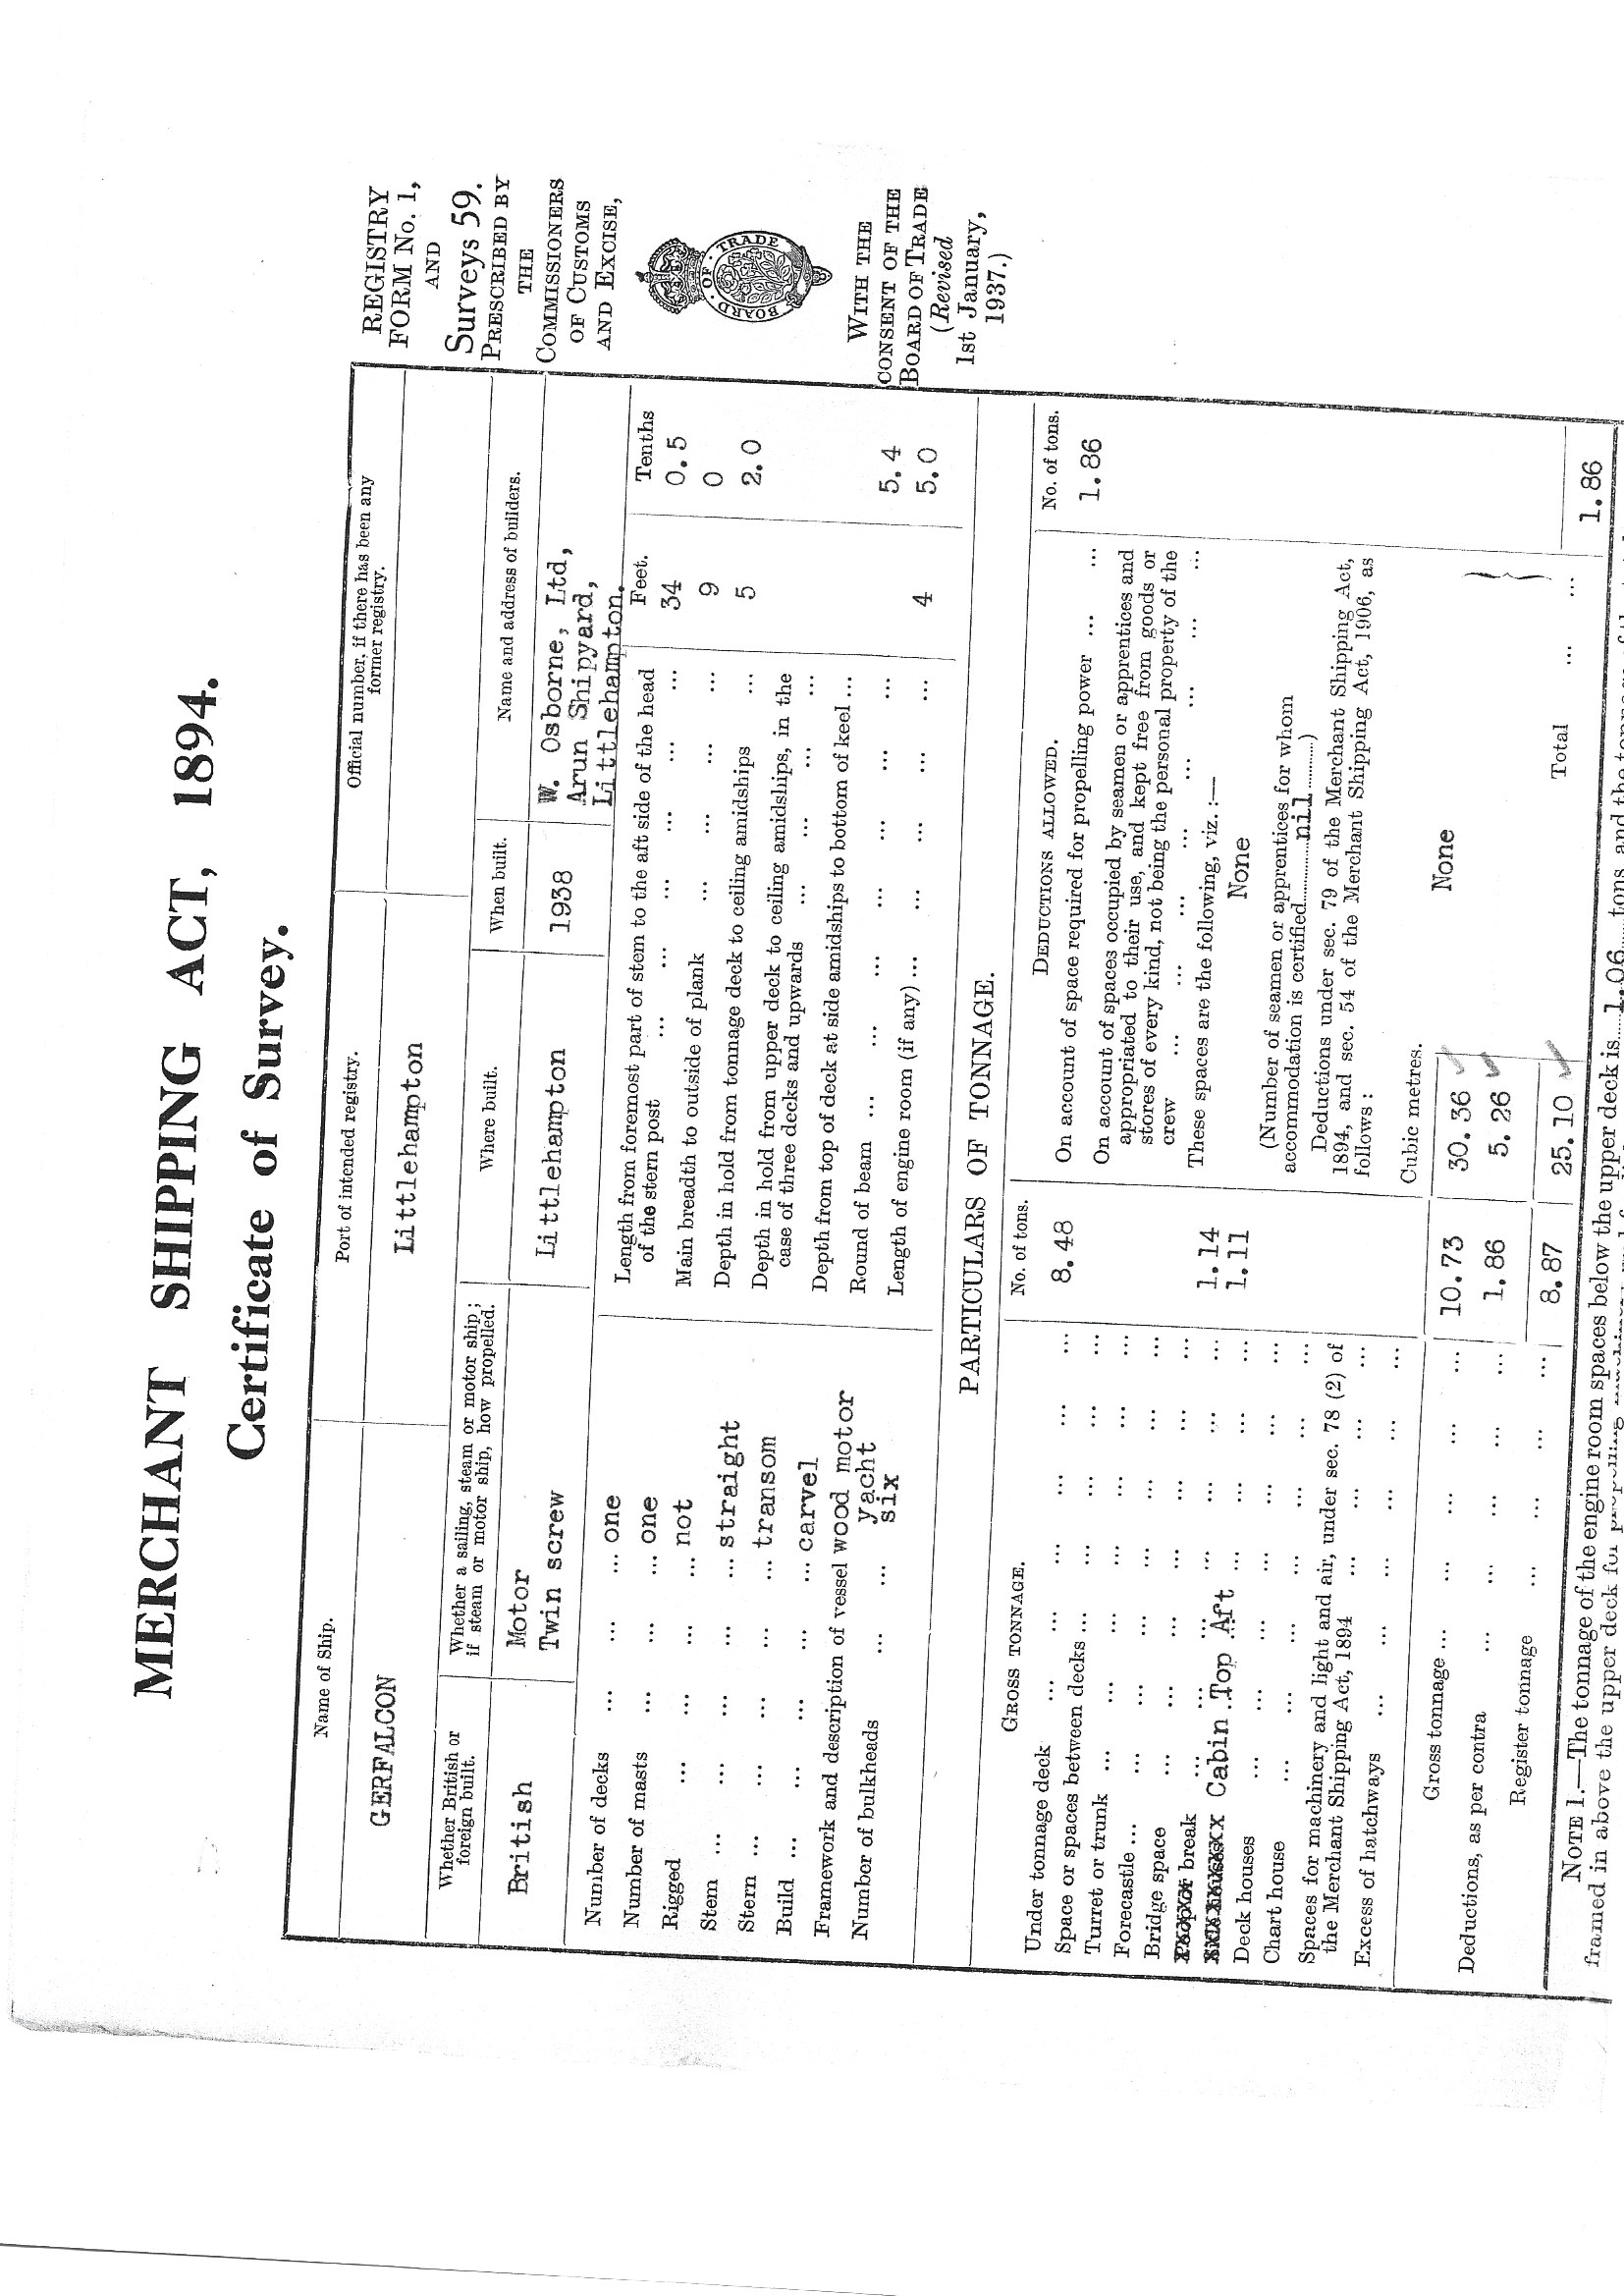 MERCHANT SHIPPING ACT, 1894.
Certificate of Survey.
REGISTRY
FORM No. 1,
AND
Surveys 59.
PRESCRIBED BY
THE
COMMISSIONERS
OF CUSTOMS
AND EXCISE,
BOARD · OF · TRADE
WITH THE
CONSENT OF THE
BOARD OF TRADE
(Revised
1st January,
1937.)
Name of Ship. Port of intended registry. Official number, if there has been any
former registry.
GERFALCON Littlehampton
Whether British or
foreign built. Whether a sailing, steam or motor ship;
if steam or motor ship, how propelled. Where built. When built. Name and address of builders.
British Motor
Twin screw Littlehampton 1938 W. Osborne, Ltd,
Arun Shipyard,
Littlehampton.
Number of decks ... ... ... one
Number of masts ... ... ... one
Rigged ... ... ... ... not
Stem ... ... ... ... straight
Stern ... ... ... ... transom
Build ... ... ... ... carvel
Framework and description of vessel wood motor
yacht
Number of bulkheads ... ... six
Feet. Tenths
Length from foremost part of stem to the aft side of the head
of the stern post ... ... ... ... ... ... 34 0.5
Main breadth to outside of plank ... ... ... ... 9 0
Depth in hold from tonnage deck to ceiling amidships ... 5 2.0
Depth in hold from upper deck to ceiling amidships, in the
case of three decks and upwards ... ... ... ...
Depth from top of deck at side amidships to bottom of keel ...
Round of beam ... ... ... ... ... ... ... 5.4
Length of engine room (if any) ... ... ... ... ... 4 5.0
PARTICULARS OF TONNAGE.
GROSS TONNAGE. No. of tons.
Under tonnage deck ... ... ... ... ... ... 8.48
Space or spaces between decks ... ... ... ... ...
Turret or trunk ... ... ... ... ... ... ...
Forecastle ... ... ... ... ... ... ...
Bridge space ... ... ... ... ... ... ...
Poop or break ... ... ... ... ... ... 1.14
Side houses Cabin Top Aft ... ... ... 1.11
Deck houses ... ... ... ... ... ...
Chart house ... ... ... ... ... ... ...
Spaces for machinery and light and air, under sec. 78 (2) of
the Merchant Shipping Act, 1894 ... ... ... ...
Excess of hatchways ... ... ... ... ... ...
Gross tonnage ... ... ... ... ... 10.73
Deductions, as per contra ... ... ... ... ... 1.86
Register tonnage ... ... ... ... 8.87
Cubic metres.
30.36
5.26
25.10
DEDUCTIONS ALLOWED. No. of tons.
On account of space required for propelling power ... ... 1.86
On account of spaces occupied by seamen or apprentices and
appropriated to their use, and kept free from goods or
stores of every kind, not being the personal property of the
crew ... ... ... ... ... ... ... ...
These spaces are the following, viz. :—
None
(Number of seamen or apprentices for whom
accommodation is certified nil )
Deductions under sec. 79 of the Merchant Shipping Act,
1894, and sec. 54 of the Merchant Shipping Act, 1906, as
follows :
None
Total ... ... 1.86
NOTE 1.—The tonnage of the engine room spaces below the upper deck is 1.06 tons and the
framed in above the upper deck for